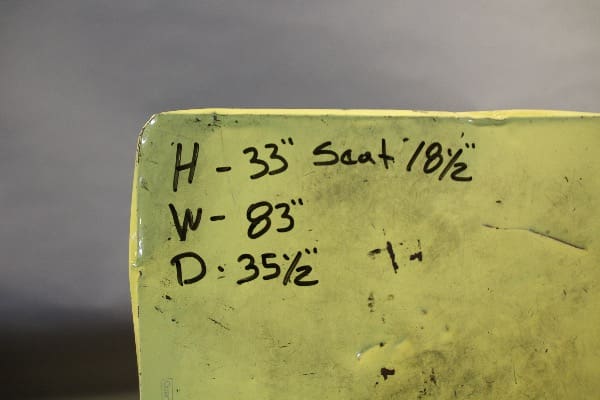 H - 33" Seat 18½"
W - 83"
D - 35½"